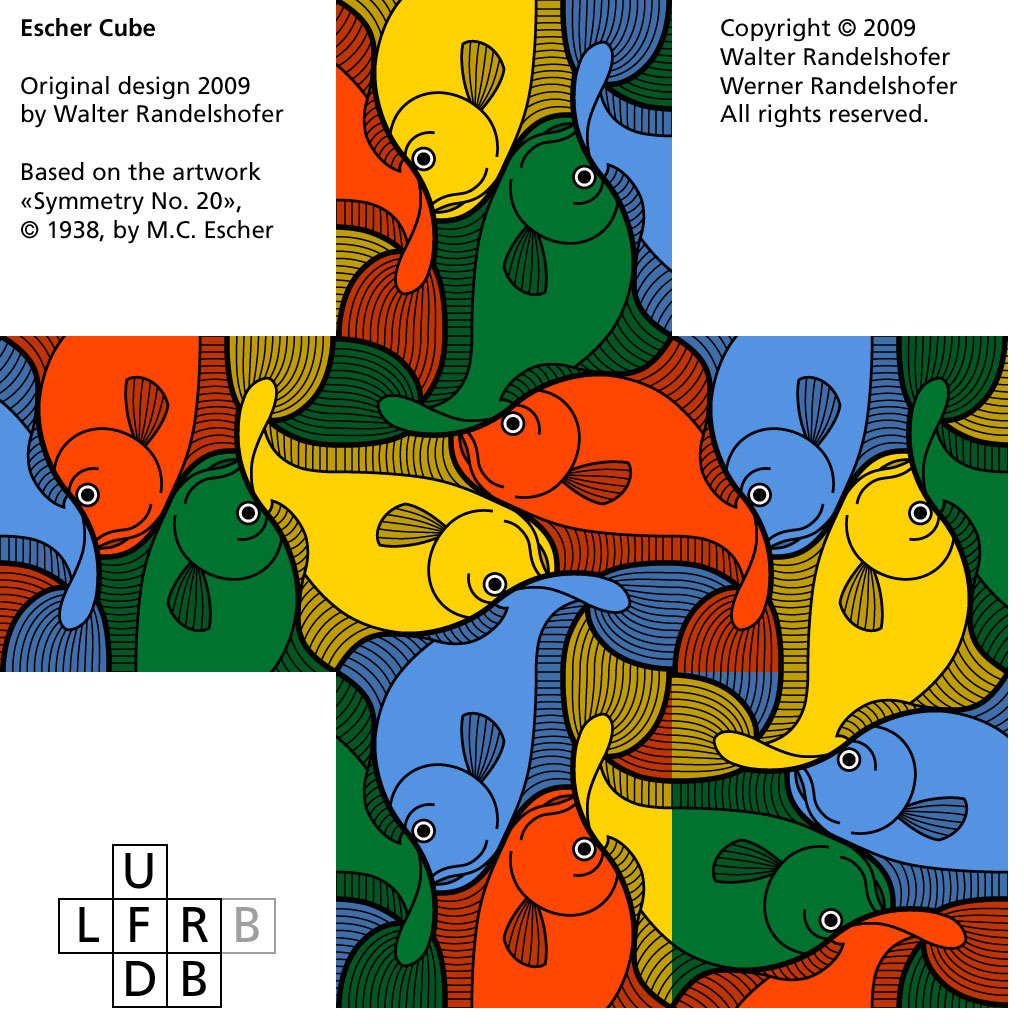 Escher Cube
Original design 2009
by Walter Randelshofer
Based on the artwork
«Symmetry No. 20»,
© 1938, by M.C. Escher
Copyright © 2009
Walter Randelshofer
Werner Randelshofer
All rights reserved.
U
L F R B
D B